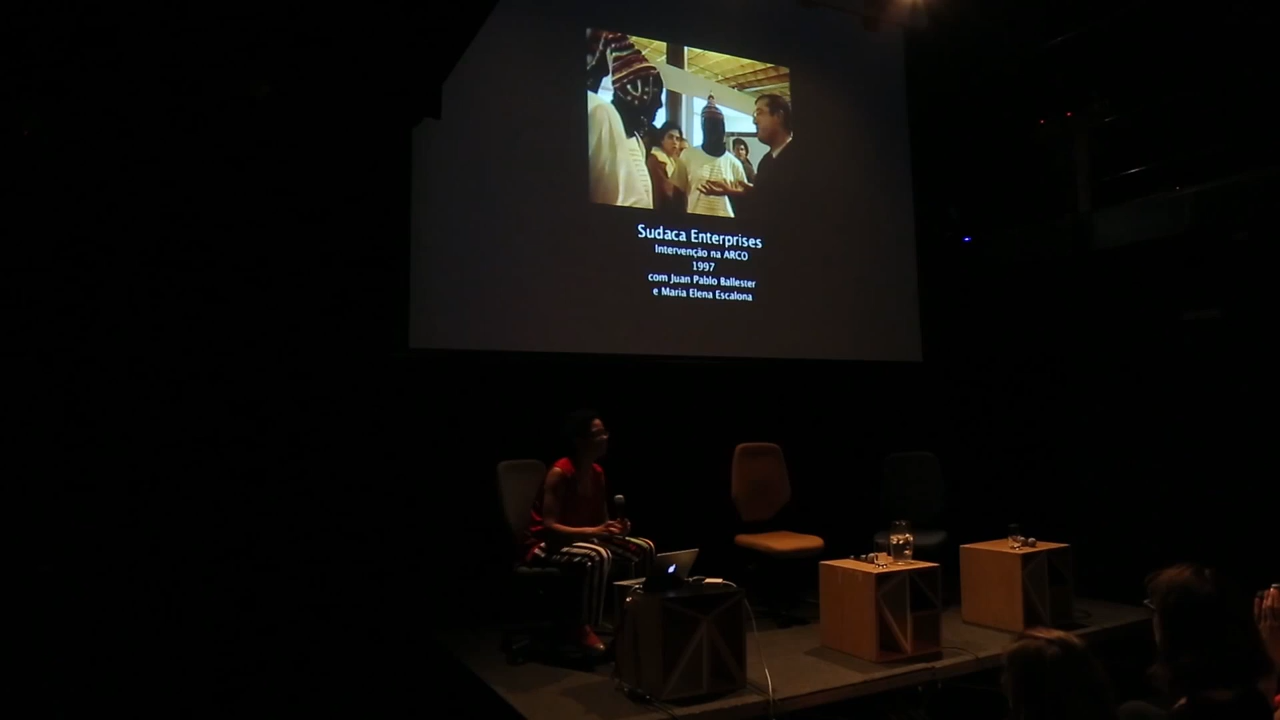 Sudaca Enterprises
Intervenção na ARCO
1997
com Juan Pablo Ballester
e Maria Elena Escalona